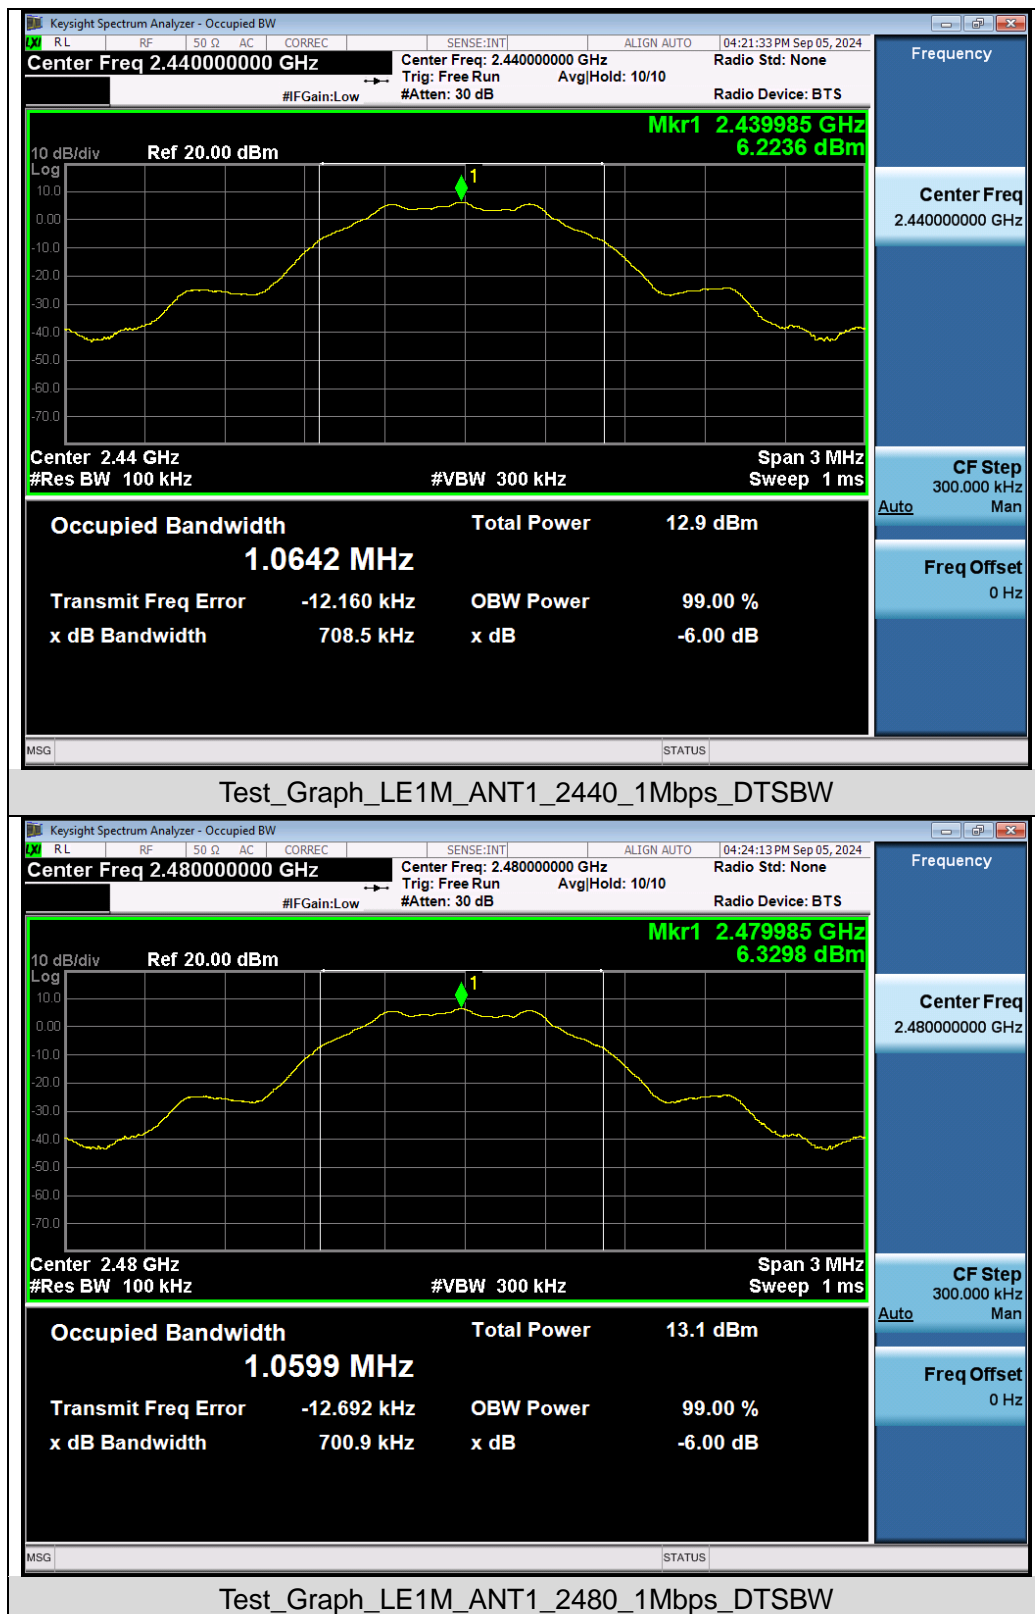 Keysight Spectrum Analyzer - Occupied BW
LXI RL RF 50 Ω AC CORREC SENSE:INT ALIGN AUTO 04:21:33 PM Sep 05, 2024
Center Freq 2.440000000 GHz
Center Freq: 2.440000000 GHz Radio Std: None
Trig: Free Run Avg|Hold: 10/10
#IFGain:Low #Atten: 30 dB Radio Device: BTS
Mkr1 2.439985 GHz
10 dB/div Ref 20.00 dBm 6.2236 dBm
Log
1
10.0
0.00
-10.0
-20.0
-30.0
-40.0
-50.0
-60.0
-70.0
Center 2.44 GHz Span 3 MHz
#Res BW 100 kHz #VBW 300 kHz Sweep 1 ms
Occupied Bandwidth Total Power 12.9 dBm
1.0642 MHz
Transmit Freq Error -12.160 kHz OBW Power 99.00 %
x dB Bandwidth 708.5 kHz x dB -6.00 dB
MSG STATUS
Frequency
Center Freq
2.440000000 GHz
CF Step
300.000 kHz
Auto Man
Freq Offset
0 Hz
Test_Graph_LE1M_ANT1_2440_1Mbps_DTSBW
Keysight Spectrum Analyzer - Occupied BW
LXI RL RF 50 Ω AC CORREC SENSE:INT ALIGN AUTO 04:24:13 PM Sep 05, 2024
Center Freq 2.480000000 GHz
Center Freq: 2.480000000 GHz Radio Std: None
Trig: Free Run Avg|Hold: 10/10
#IFGain:Low #Atten: 30 dB Radio Device: BTS
Mkr1 2.479985 GHz
10 dB/div Ref 20.00 dBm 6.3298 dBm
Log
1
10.0
0.00
-10.0
-20.0
-30.0
-40.0
-50.0
-60.0
-70.0
Center 2.48 GHz Span 3 MHz
#Res BW 100 kHz #VBW 300 kHz Sweep 1 ms
Occupied Bandwidth Total Power 13.1 dBm
1.0599 MHz
Transmit Freq Error -12.692 kHz OBW Power 99.00 %
x dB Bandwidth 700.9 kHz x dB -6.00 dB
MSG STATUS
Frequency
Center Freq
2.480000000 GHz
CF Step
300.000 kHz
Auto Man
Freq Offset
0 Hz
Test_Graph_LE1M_ANT1_2480_1Mbps_DTSBW